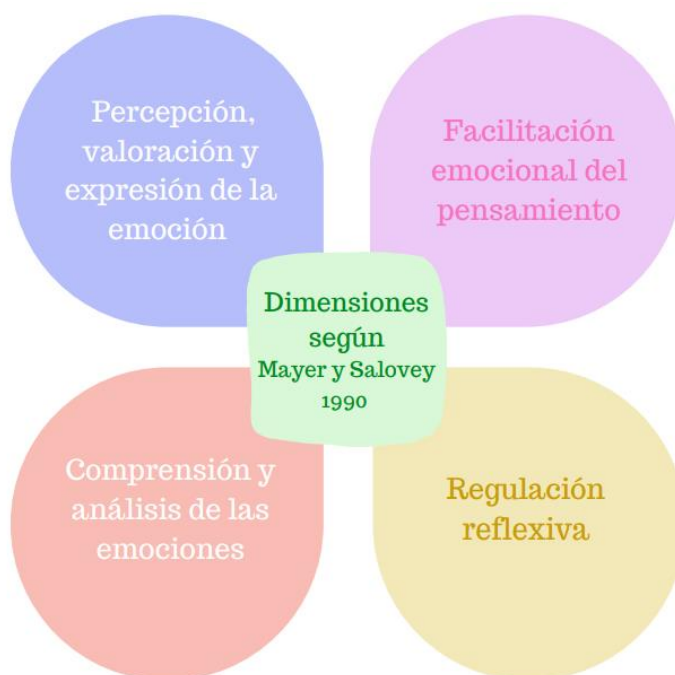 Percepción,
valoración y
expresión de la
emoción
Facilitación
emocional del
pensamiento
Dimensiones
según
Mayer y Salovey
1990
Comprensión y
análisis de las
emociones
Regulación
reflexiva